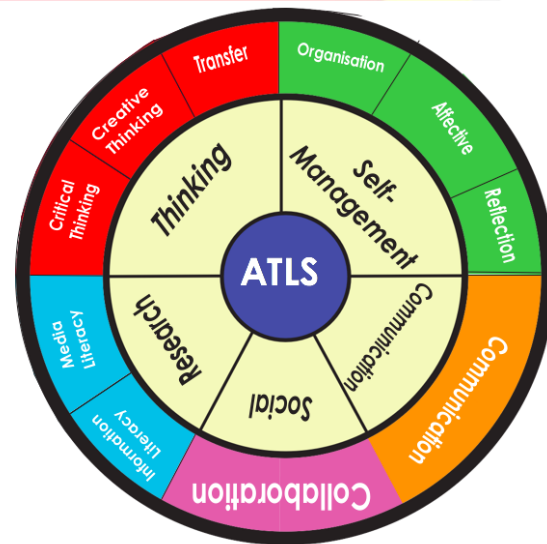 Transfer
Organisation
Creative
Thinking
Affective
Critical
Thinking
Reflection
Thinking
Self-
Management
ATLS
Research
Social
Communication
Media
Literacy
Information
Literacy
Collaboration
Communication